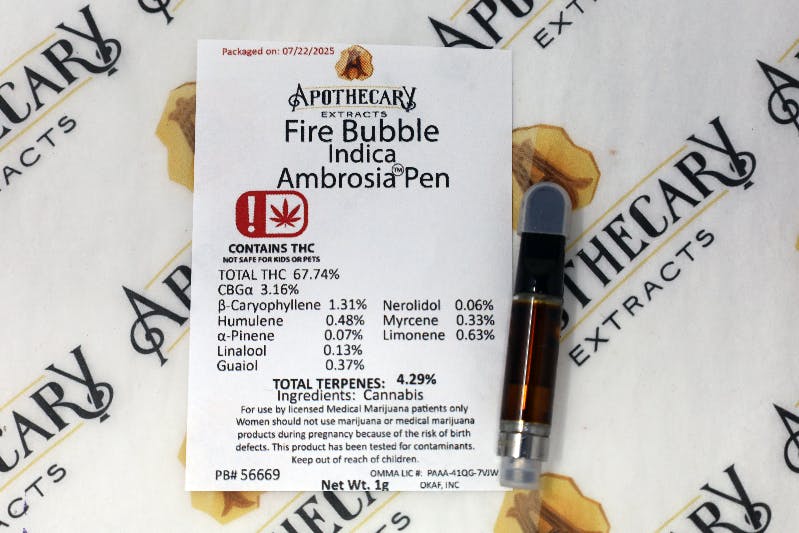 Packaged on: 07/22/2025
APOTHECARY
EXTRACTS
Fire Bubble
Indica
Ambrosia™ Pen
CONTAINS THC
NOT SAFE FOR KIDS OR PETS
TOTAL THC 67.74%
CBGα 3.16%
β-Caryophyllene 1.31% Nerolidol 0.06%
Humulene 0.48% Myrcene 0.33%
α-Pinene 0.07% Limonene 0.63%
Linalool 0.13%
Guaiol 0.37%
TOTAL TERPENES: 4.29%
Ingredients: Cannabis
For use by licensed Medical Marijuana patients only
Women should not use marijuana or medical marijuana
products during pregnancy because of the risk of birth
defects. This product has been tested for contaminants.
Keep out of reach of children.
PB# 56669 OMMA LIC #: PAAA-41QG-7VJW
Net Wt. 1g OKAF, INC
APOTHECARY
EXTRACTS
THECARY
EXTRACTS